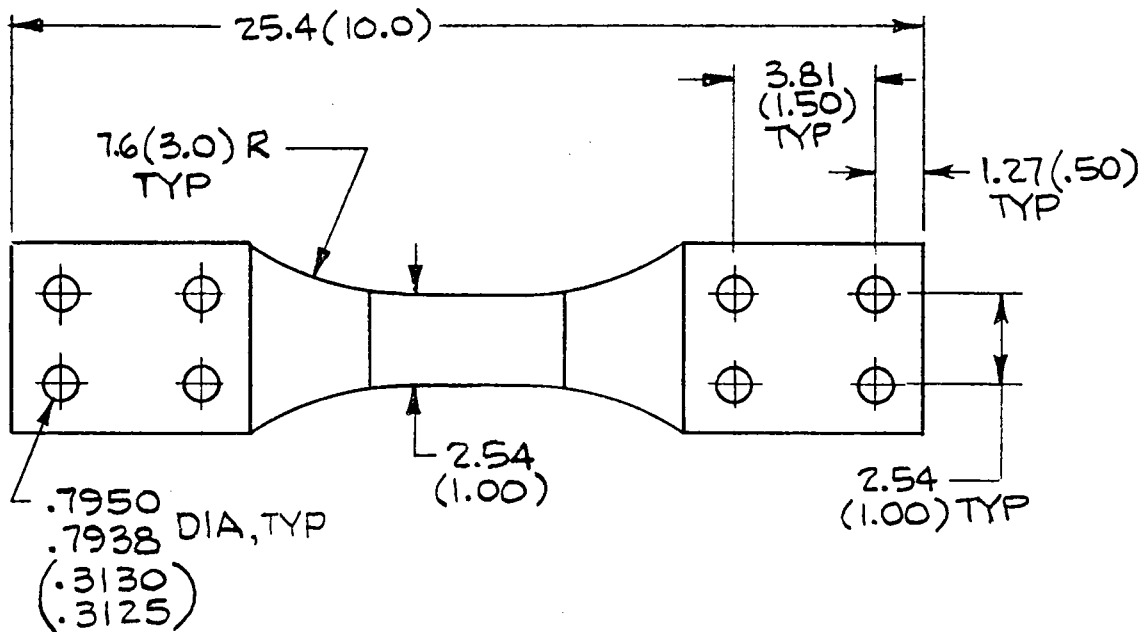 25.4(10.0)
3.81
(1.50)
TYP
7.6(3.0) R
TYP
1.27(.50)
TYP
2.54
(1.00)
2.54
(1.00) TYP
.7950
.7938 DIA, TYP
(.3130
.3125)